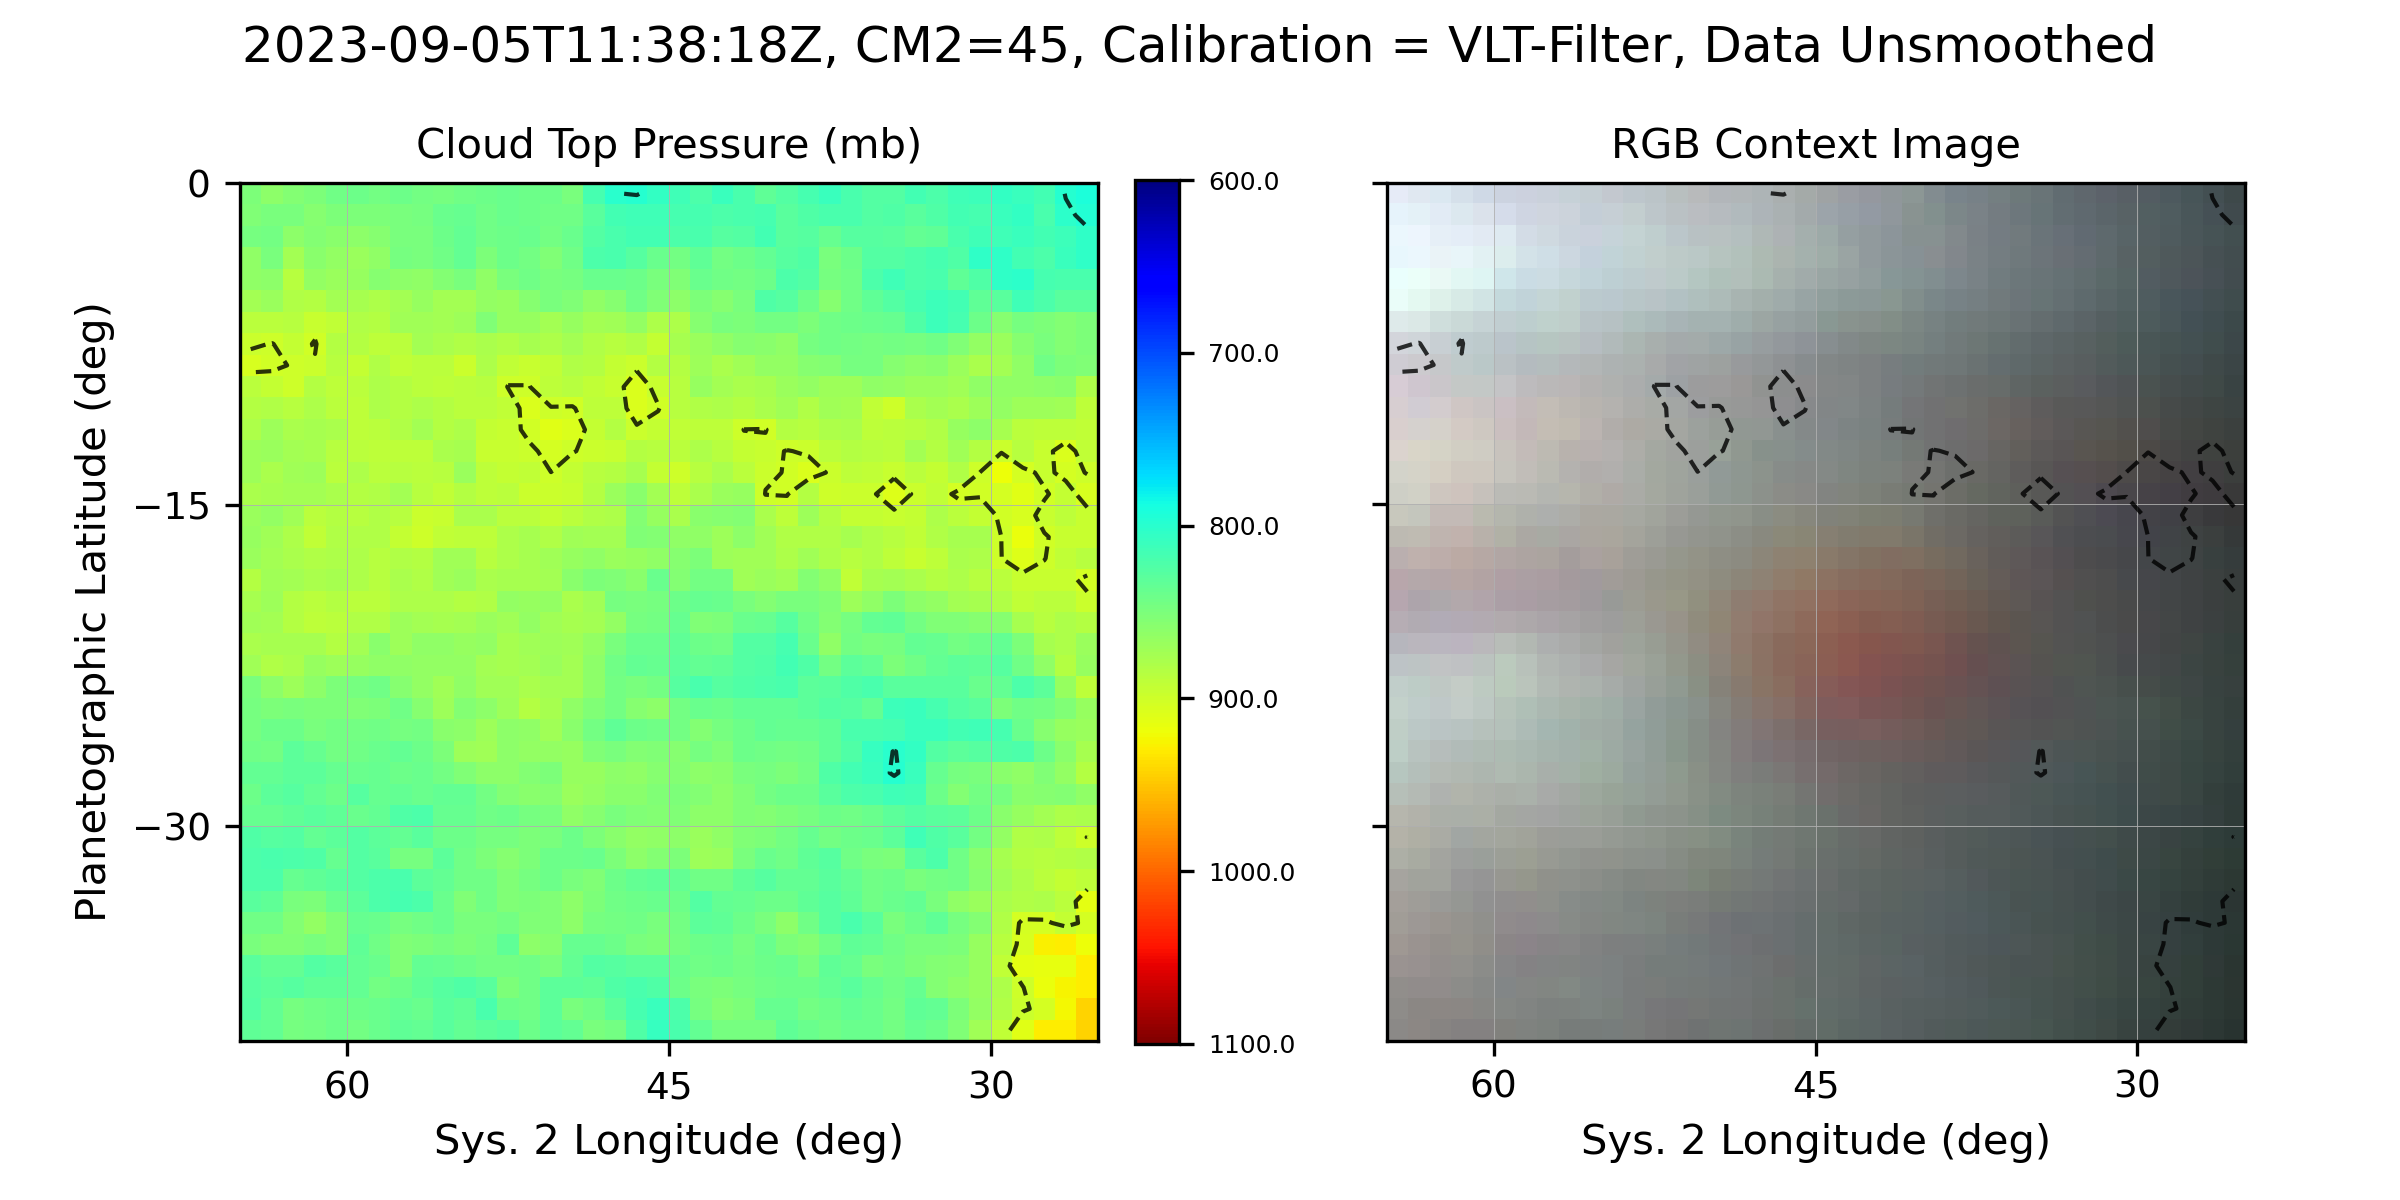 2023-09-05T11:38:18Z, CM2=45, Calibration = VLT-Filter, Data Unsmoothed
Cloud Top Pressure (mb)
0
−15
−30
Planetographic Latitude (deg)
60 45 30
Sys. 2 Longitude (deg)
600.0
700.0
800.0
900.0
1000.0
1100.0
RGB Context Image
60 45 30
Sys. 2 Longitude (deg)